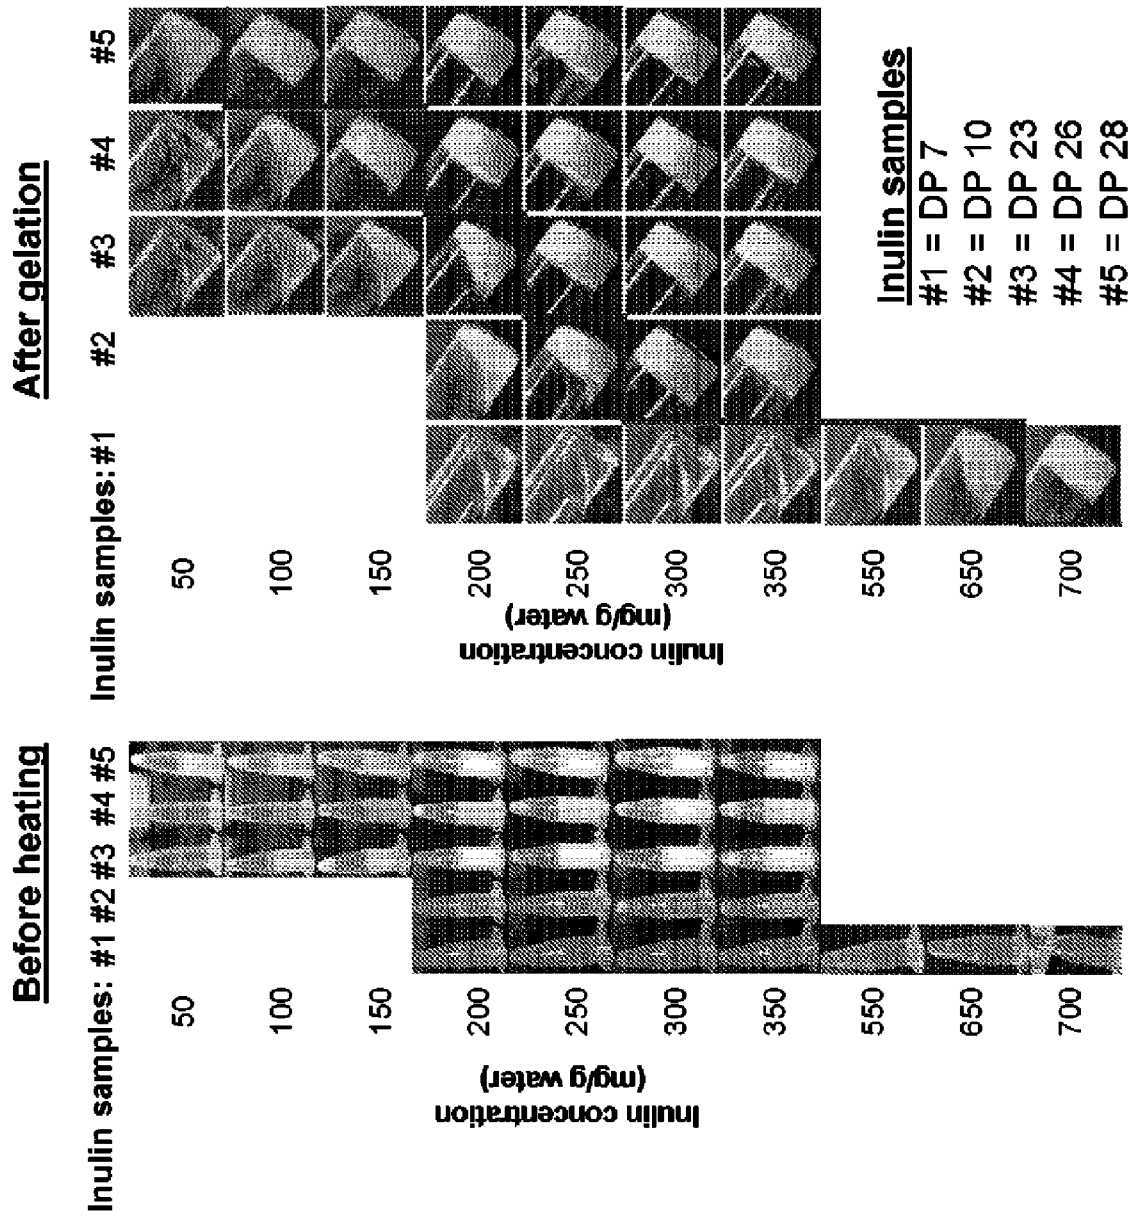 Before heating
Inulin samples: #1 #2 #3 #4 #5
50
100
150
200
250
300
350
550
650
700
Inulin concentration
(mg/g water)
After gelation
Inulin samples: #1 #2 #3 #4 #5
50
100
150
200
250
300
350
550
650
700
Inulin concentration
(mg/g water)
Inulin samples
#1 = DP 7
#2 = DP 10
#3 = DP 23
#4 = DP 26
#5 = DP 28